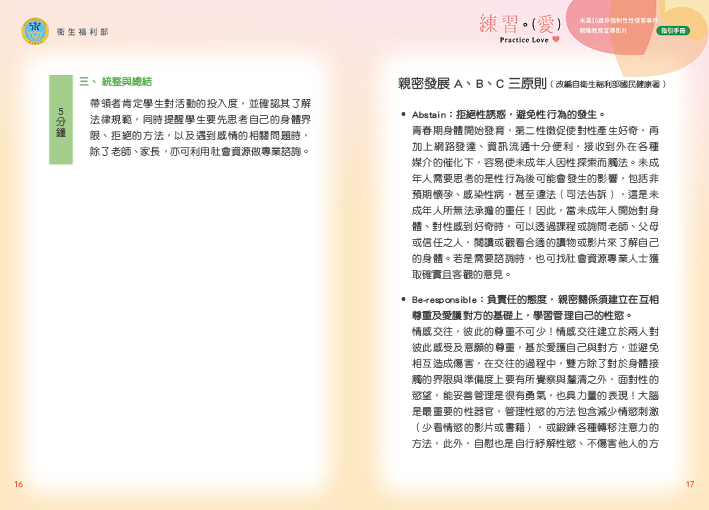 衛生福利部
三、統整與總結
5分鐘
帶領者肯定學生對活動的投入度，並確認其了解
法律規範，同時提醒學生要先思考自己的身體界
限、拒絕的方法，以及遇到感情的相關問題時，
除了老師、家長，亦可利用社會資源做專業諮詢。
16
練習。(愛)
Practice Love
未滿16歲非強制性性侵害事件
親職教育宣導影片
指引手冊
親密發展 A、B、C 三原則（改編自衛生福利部國民健康署）
• Abstain：拒絕性誘惑，避免性行為的發生。
青春期身體開始發育，第二性徵促使對性產生好奇，再
加上網路發達、資訊流通十分便利，接收到外在各種
媒介的催化下，容易使未成年人因性探索而觸法。未成
年人需要思考的是性行為後可能會發生的影響，包括非
預期懷孕、感染性病，甚至違法（司法告訴），這是未
成年人所無法承擔的重任！因此，當未成年人開始對身
體、對性感到好奇時，可以透過課程或詢問老師、父母
或信任之人，閱讀或觀看合適的讀物或影片來了解自己
的身體。若是需要諮詢時，也可找社會資源專業人士獲
取確實且客觀的意見。
• Be-responsible：負責任的態度，親密關係須建立在互相
尊重及愛護對方的基礎上，學習管理自己的性慾。
情感交往，彼此的尊重不可少！情感交往建立於兩人對
彼此感受及意願的尊重，基於愛護自己與對方，並避免
相互造成傷害，在交往的過程中，雙方除了對於身體接
觸的界限與準備度上要有所覺察與釐清之外，面對性的
慾望，能妥善管理是很有勇氣，也具力量的表現！大腦
是最重要的性器官，管理性慾的方法包含減少情慾刺激
（少看情慾的影片或書籍），或鍛鍊各種轉移注意力的
方法，此外，自慰也是自行紓解性慾、不傷害他人的方
17